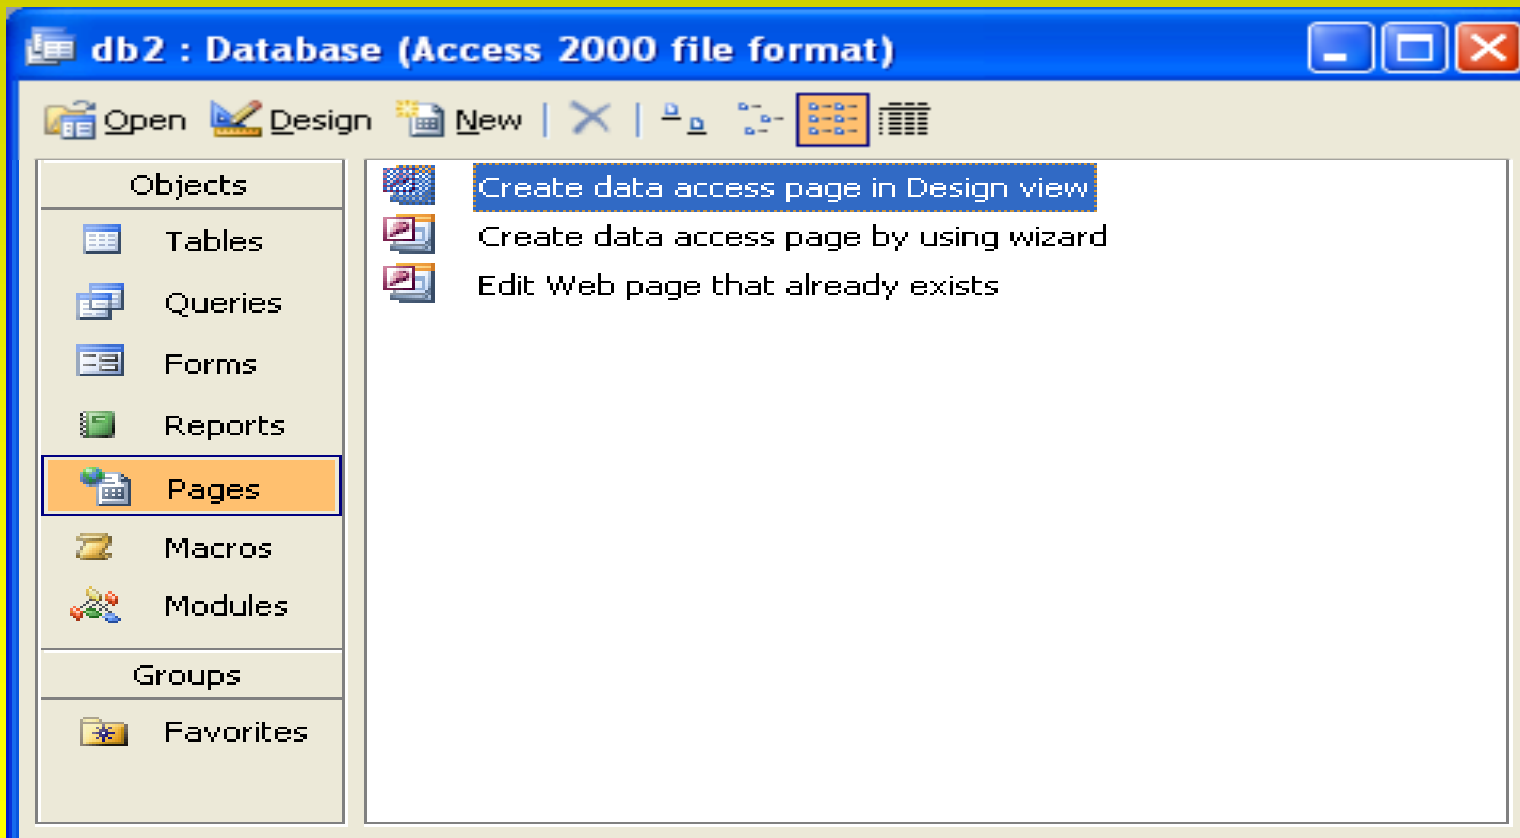 db2 : Database (Access 2000 file format)
Open Design New
Objects
Tables
Queries
Forms
Reports
Pages
Macros
Modules
Groups
Favorites
Create data access page in Design view
Create data access page by using wizard
Edit Web page that already exists